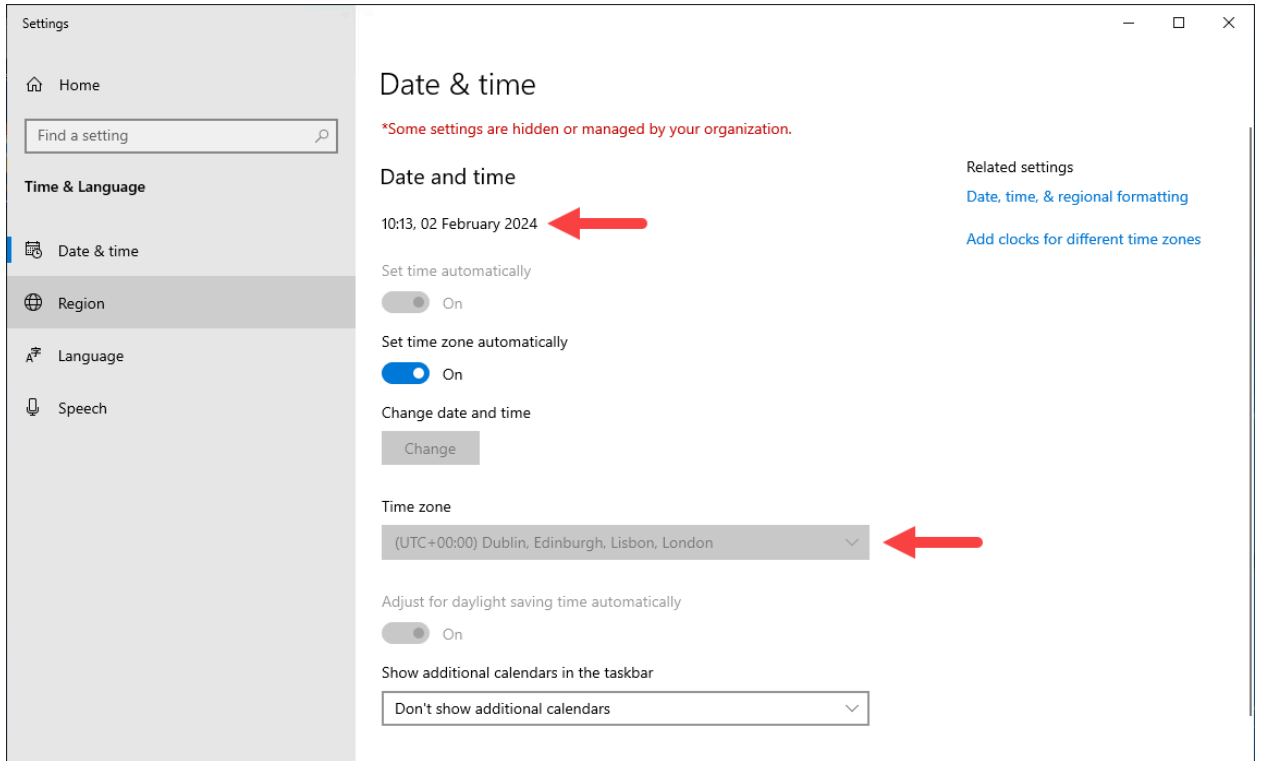 Settings
Home
Find a setting
Time & Language
Date & time
Region
Language
Speech
Date & time
*Some settings are hidden or managed by your organization.
Date and time
10:13, 02 February 2024
Set time automatically
On
Set time zone automatically
On
Change date and time
Change
Time zone
(UTC+00:00) Dublin, Edinburgh, Lisbon, London
Adjust for daylight saving time automatically
On
Show additional calendars in the taskbar
Don't show additional calendars
Related settings
Date, time, & regional formatting
Add clocks for different time zones